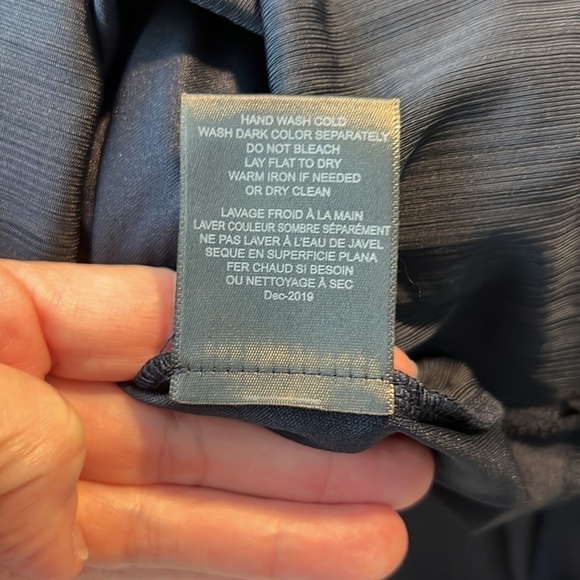 HAND WASH COLD
WASH DARK COLOR SEPARATELY
DO NOT BLEACH
LAY FLAT TO DRY
WARM IRON IF NEEDED
OR DRY CLEAN
LAVAGE FROID À LA MAIN
LAVER COULEUR SOMBRE SÉPARÉMENT
NE PAS LAVER À L'EAU DE JAVEL
SEQUE EN SUPERFICIE PLANA
FER CHAUD SI BESOIN
OU NETTOYAGE À SEC
Dec-2019